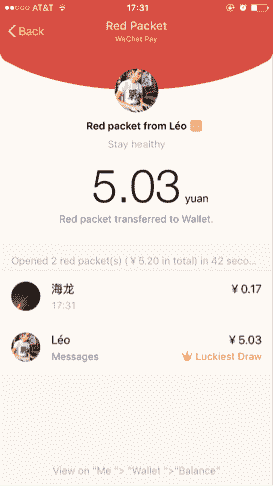 AT&T 17:31
Back Red Packet
WeChat Pay
Red packet from Léo
Stay healthy
5.03 yuan
Red packet transferred to Wallet.
Opened 2 red packet(s) (¥ 5.20 in total) in 42 seco...
海龙 ¥ 0.17
17:31
Léo ¥ 5.03
Messages Luckiest Draw
View on "Me "> "Wallet ">"Balance"